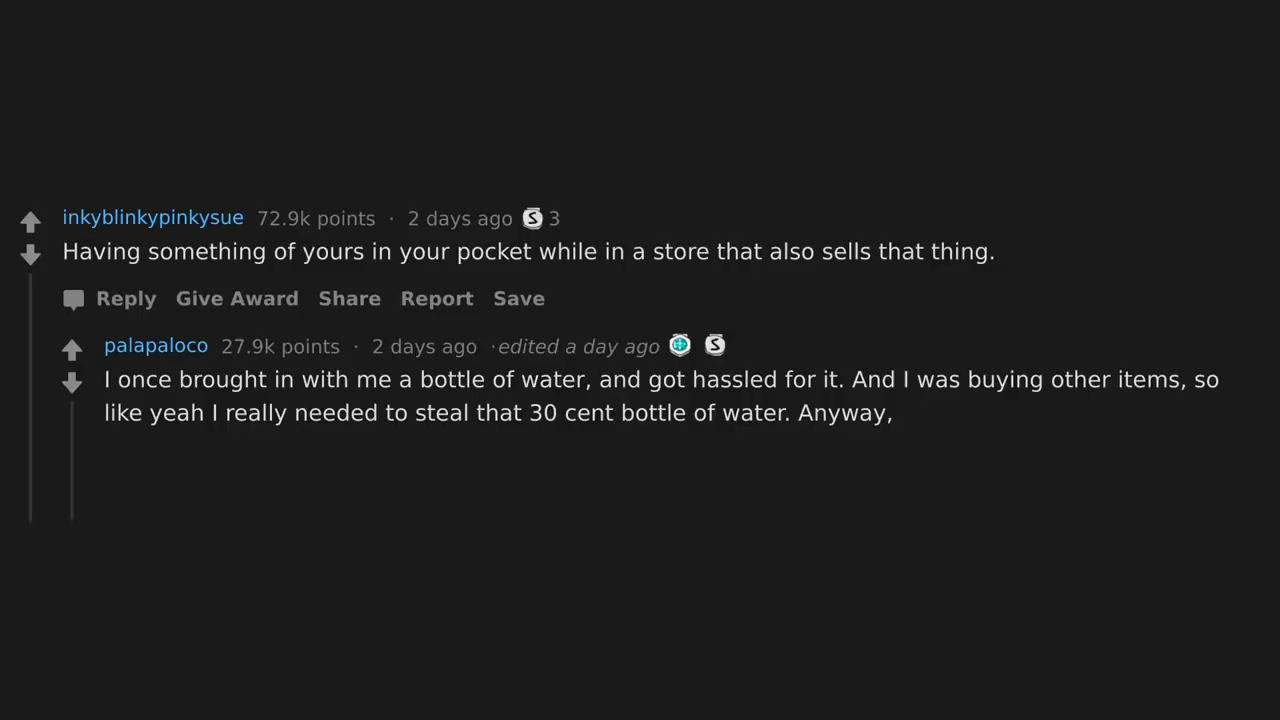 inkyblinkypinkysue 72.9k points · 2 days ago S 3
Having something of yours in your pocket while in a store that also sells that thing.
Reply Give Award Share Report Save
palapaloco 27.9k points · 2 days ago ·edited a day ago S
I once brought in with me a bottle of water, and got hassled for it. And I was buying other items, so
like yeah I really needed to steal that 30 cent bottle of water. Anyway,